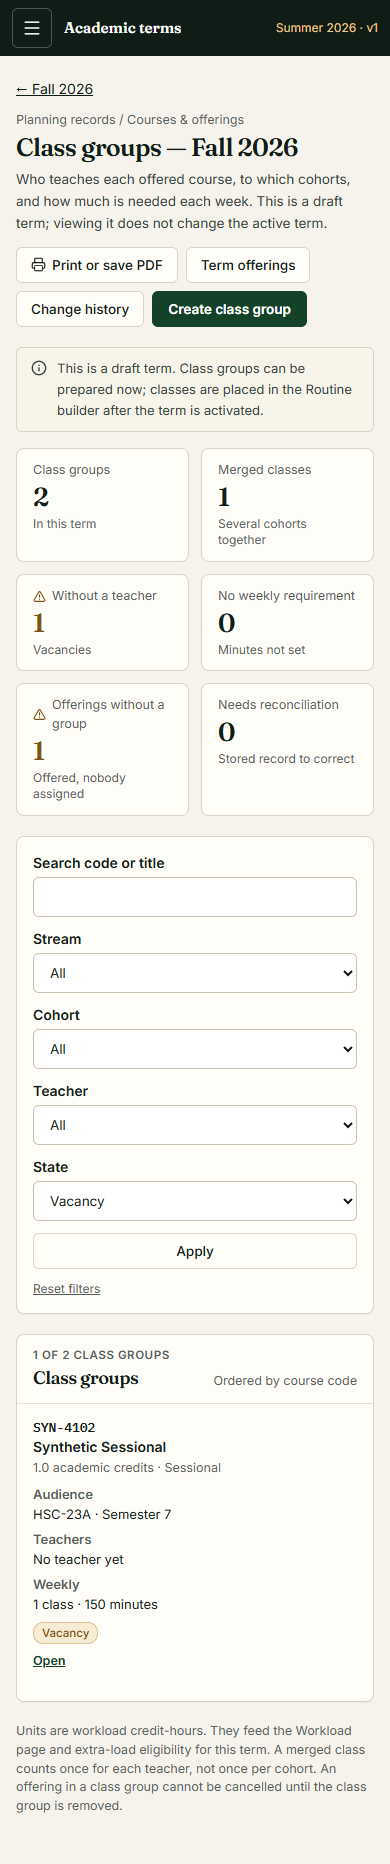 Academic terms
Summer 2026 · v1
← Fall 2026
Planning records / Courses & offerings
Class groups — Fall 2026
Who teaches each offered course, to which cohorts,
and how much is needed each week. This is a draft
term; viewing it does not change the active term.
Print or save PDF
Term offerings
Change history
Create class group
This is a draft term. Class groups can be
prepared now; classes are placed in the Routine
builder after the term is activated.
Class groups
2
In this term
Merged classes
1
Several cohorts
together
Without a teacher
1
Vacancies
No weekly requirement
0
Minutes not set
Offerings without a
group
1
Offered, nobody
assigned
Needs reconciliation
0
Stored record to correct
Search code or title
Stream
All
Cohort
All
Teacher
All
State
Vacancy
Apply
Reset filters
1 OF 2 CLASS GROUPS
Class groups
Ordered by course code
SYN-4102
Synthetic Sessional
1.0 academic credits · Sessional
Audience
HSC-23A · Semester 7
Teachers
No teacher yet
Weekly
1 class · 150 minutes
Vacancy
Open
Units are workload credit-hours. They feed the Workload
page and extra-load eligibility for this term. A merged class
counts once for each teacher, not once per cohort. An
offering in a class group cannot be cancelled until the class
group is removed.